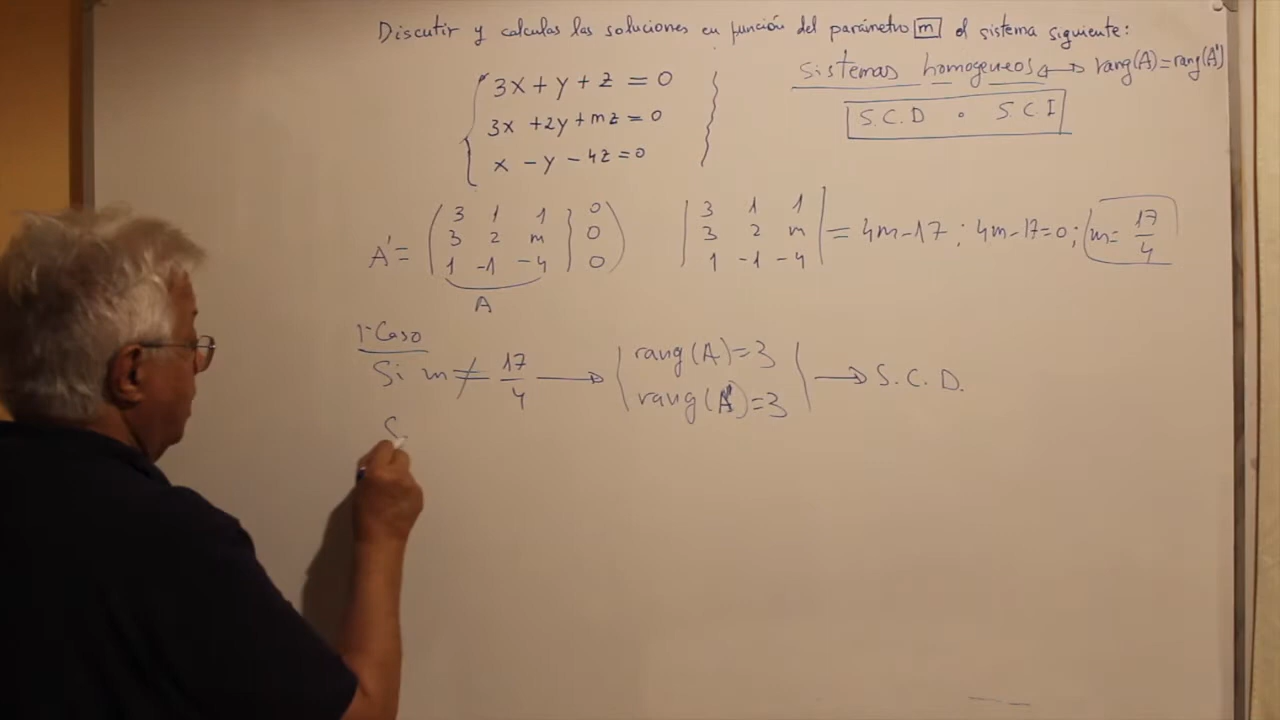 Discutir y calculas las soluciones en función del parámetro m el sistema siguiente:
3x + y + z = 0
3x + 2y + mz = 0
x - y - 4z = 0
sistemas homogeneos ↔ rang(A) = rang(A')
S.C.D o S.C.I
A' = ( 3 1 1 | 0
3 2 m | 0
1 -1 -4 | 0 )
A
| 3 1 1
3 2 m
1 -1 -4 | = 4m - 17 ; 4m - 17 = 0 ; m = 17/4
1-Caso
Si m ≠ 17/4 → rang(A) = 3
rang(A') = 3 → S.C.D.
S